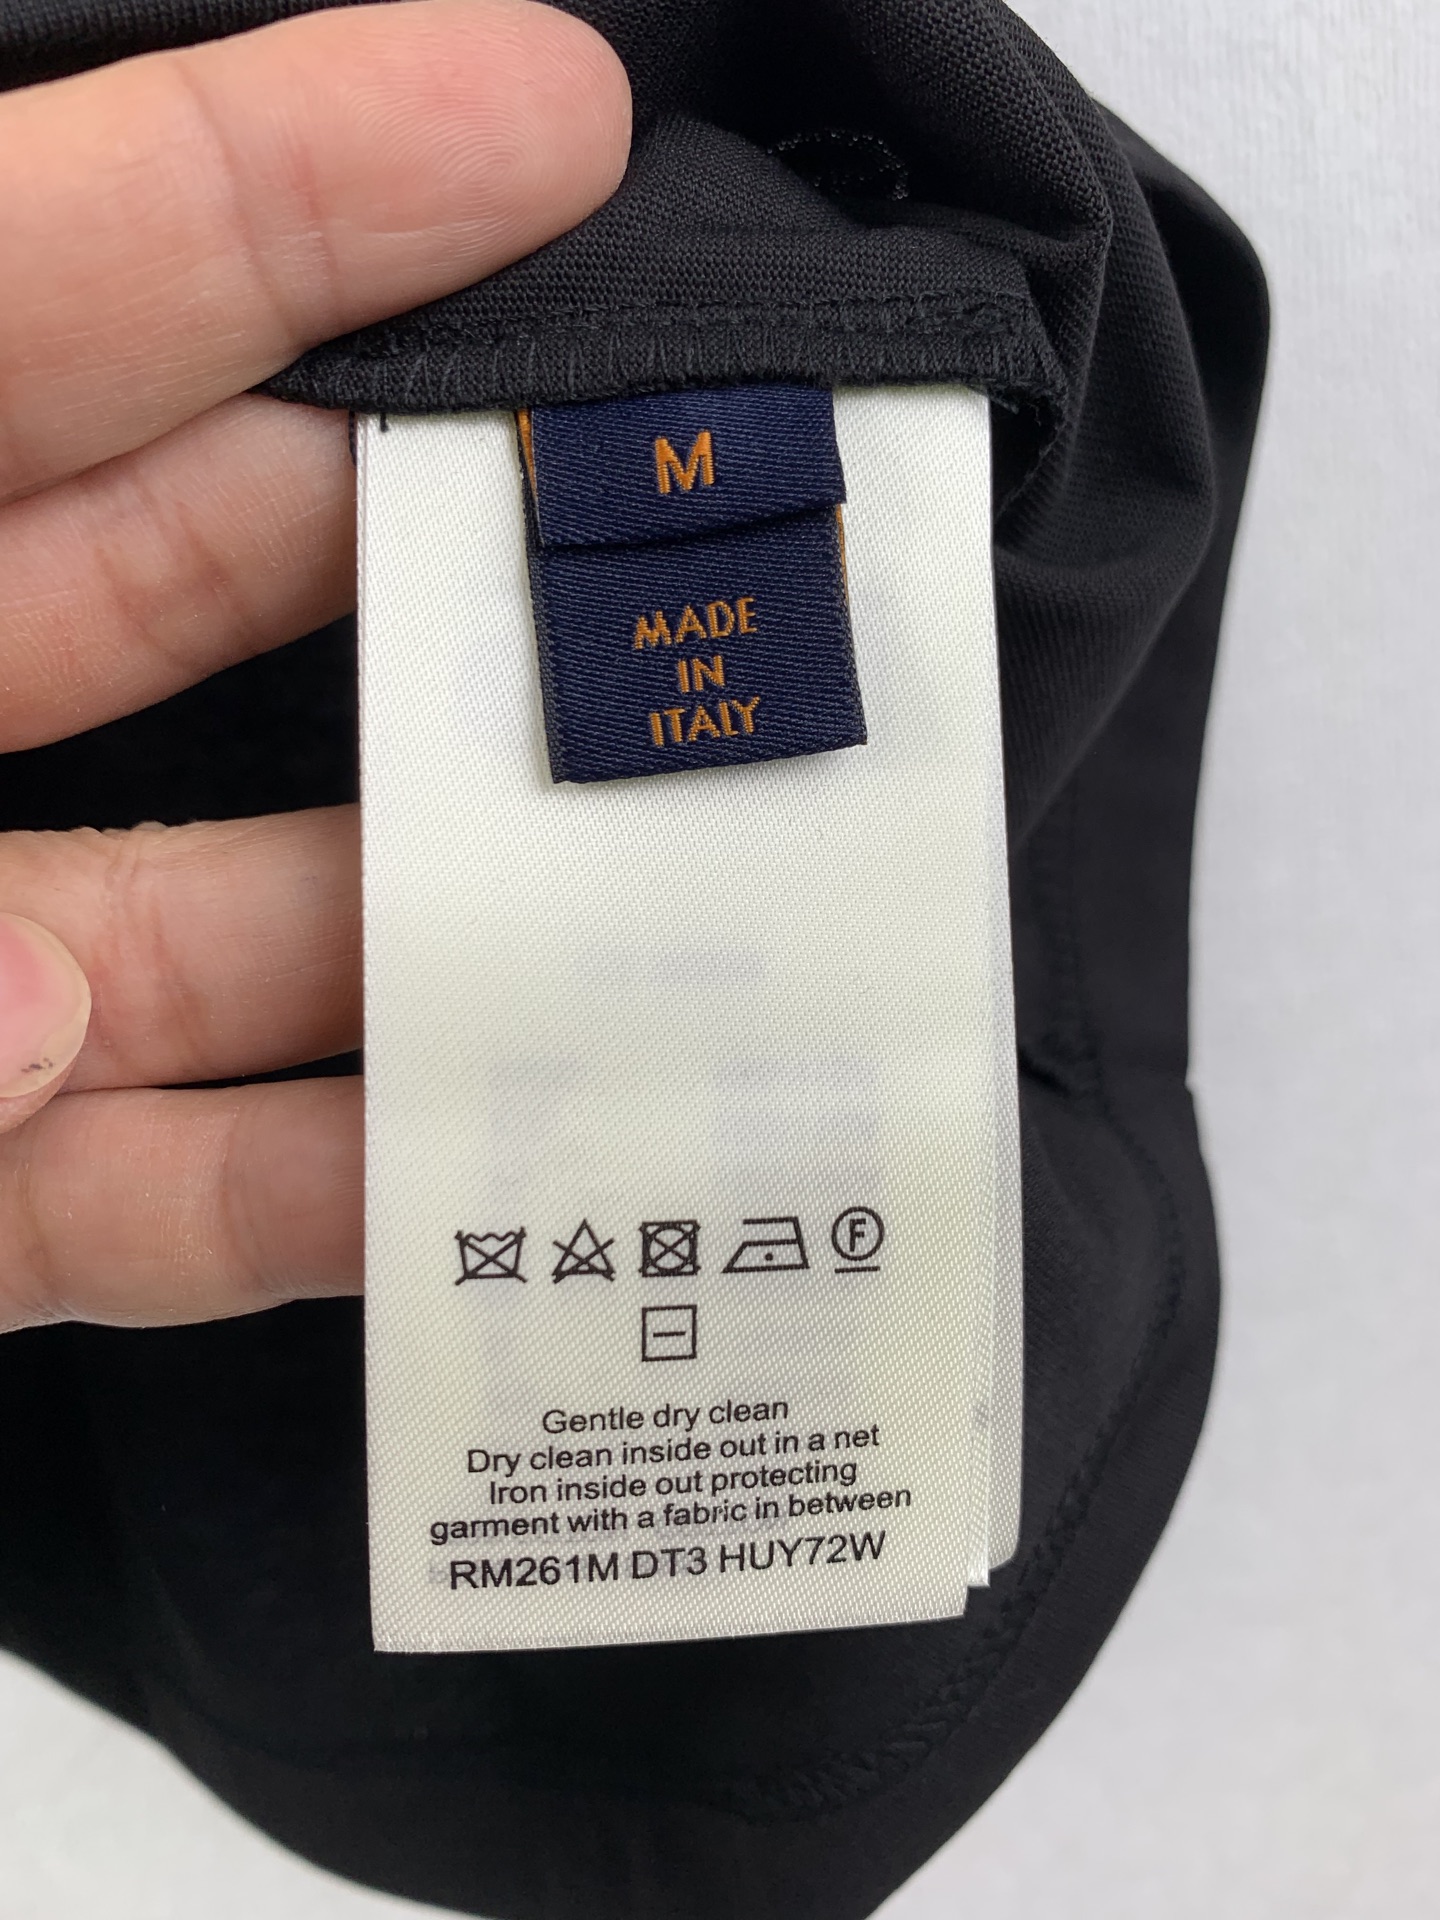 M
MADE
IN
ITALY
F
Gentle dry clean
Dry clean inside out in a net
Iron inside out protecting
garment with a fabric in between
RM261M DT3 HUY72W